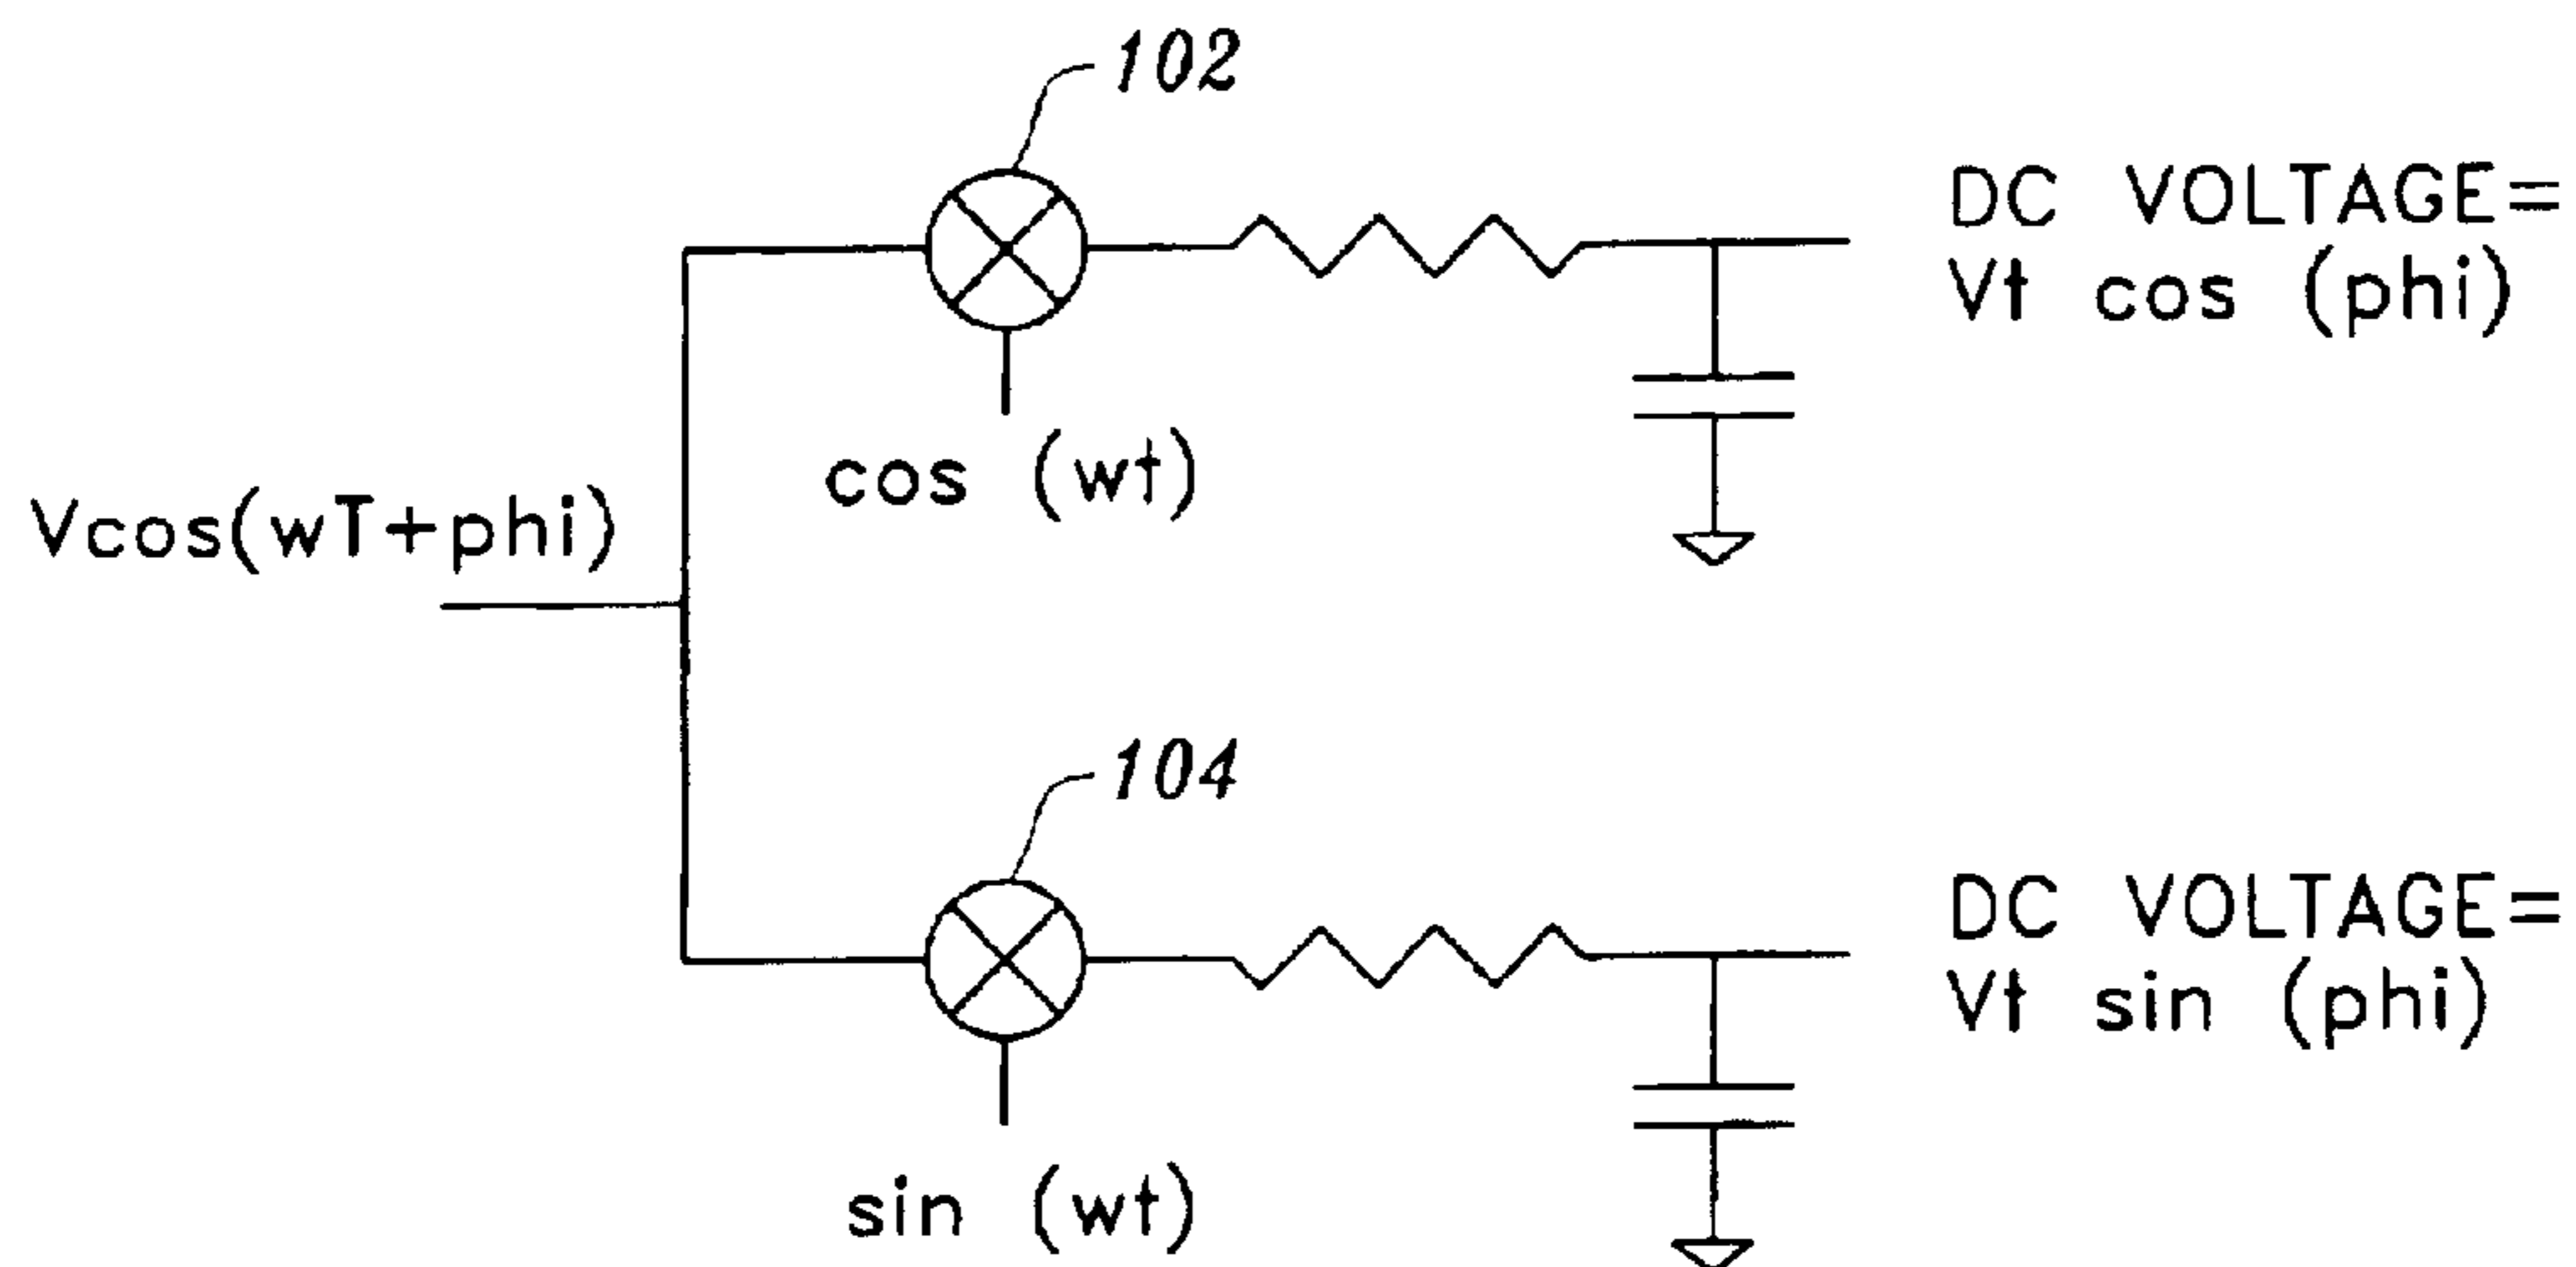 102
DC VOLTAGE=
Vt cos (phi)
cos (wt)
Vcos(wT+phi)
104
DC VOLTAGE=
Vt sin (phi)
sin (wt)